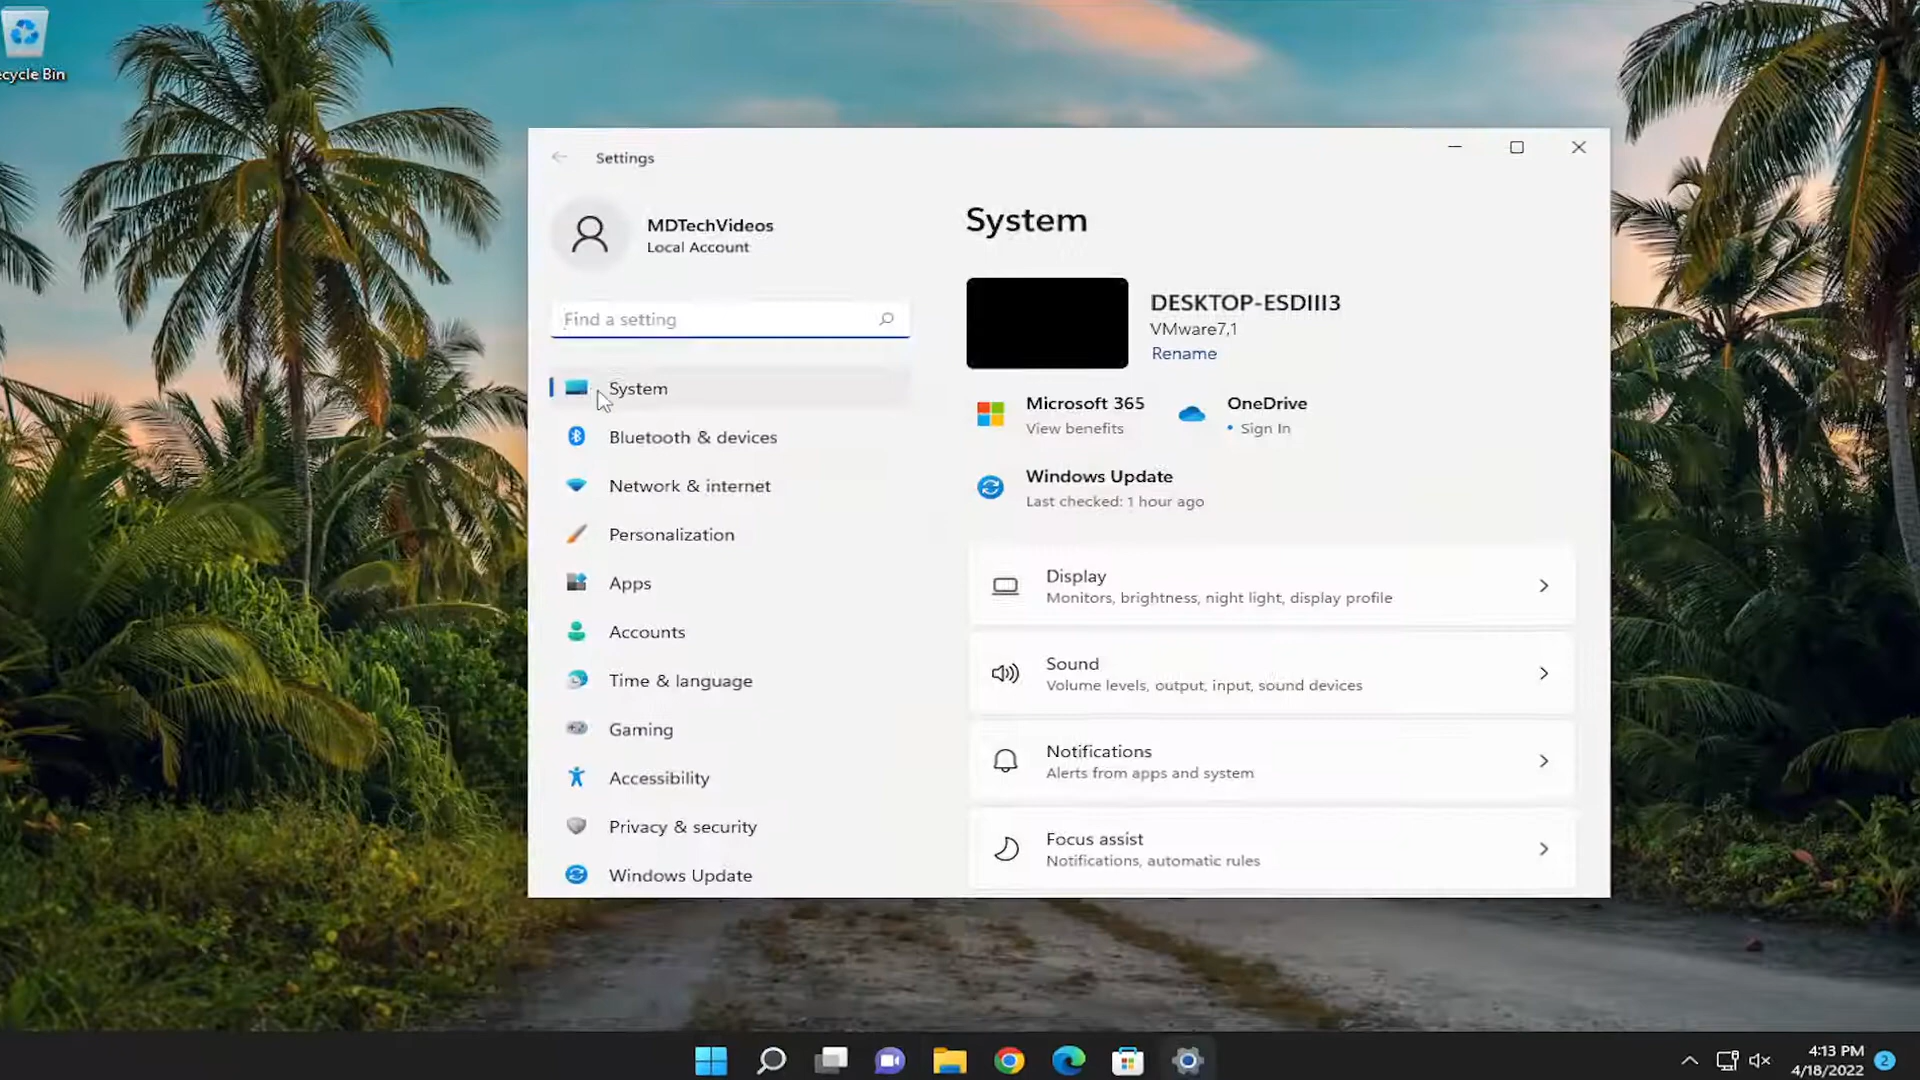 ecycle Bin
Settings
MDTechVideos
Local Account
Find a setting
System
Bluetooth & devices
Network & internet
Personalization
Apps
Accounts
Time & language
Gaming
Accessibility
Privacy & security
Windows Update
System
DESKTOP-ESDIII3
VMware7,1
Rename
Microsoft 365
View benefits
OneDrive
• Sign In
Windows Update
Last checked: 1 hour ago
Display
Monitors, brightness, night light, display profile
Sound
Volume levels, output, input, sound devices
Notifications
Alerts from apps and system
Focus assist
Notifications, automatic rules
4:13 PM
4/18/2022
2